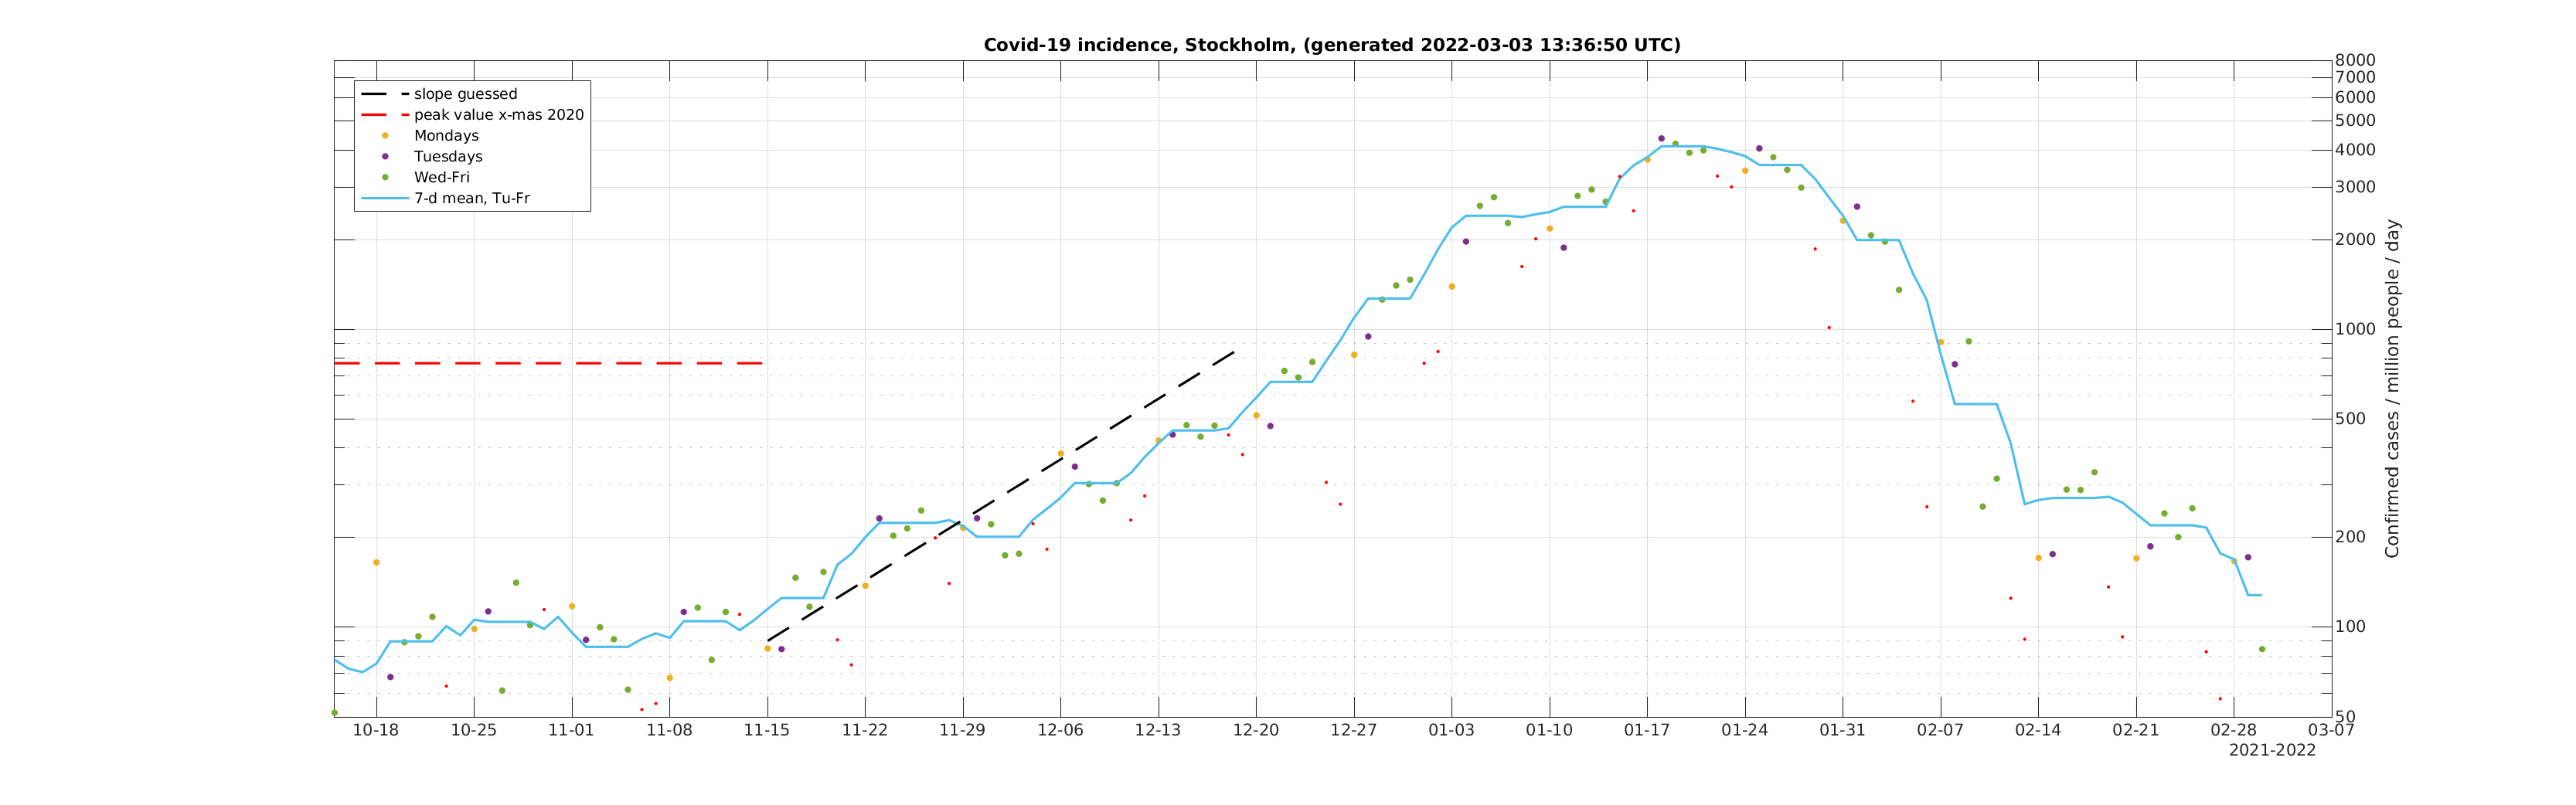 Covid-19 incidence, Stockholm, (generated 2022-03-03 13:36:50 UTC)
slope guessed
peak value x-mas 2020
Mondays
Tuesdays
Wed-Fri
7-d mean, Tu-Fr
8000
7000
6000
5000
4000
3000
2000
1000
500
200
100
50
Confirmed cases / million people / day
10-18 10-25 11-01 11-08 11-15 11-22 11-29 12-06 12-13 12-20 12-27 01-03 01-10 01-17 01-24 01-31 02-07 02-14 02-21 02-28 03-07
2021-2022